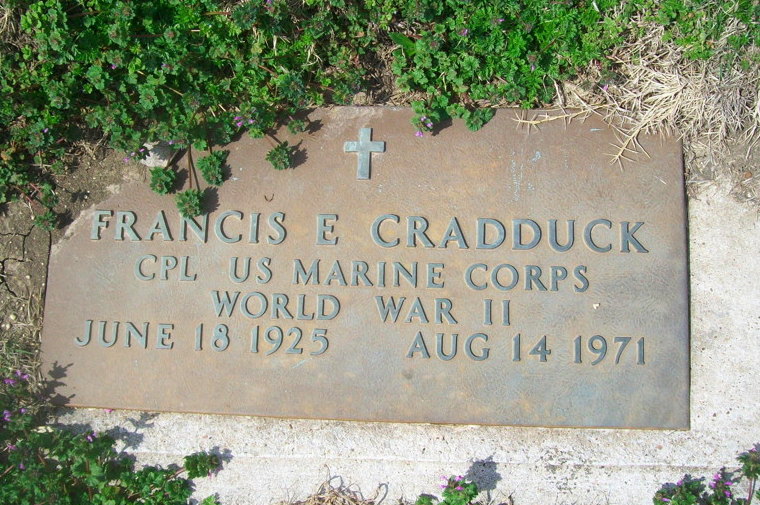 FRANCIS E CRADDUCK
CPL US MARINE CORPS
WORLD WAR II
JUNE 18 1925 AUG 14 1971